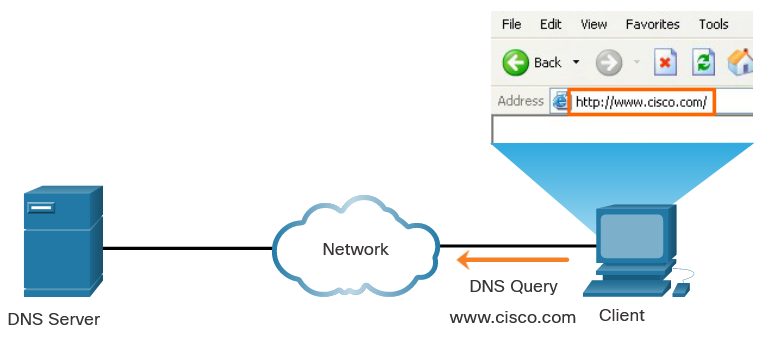 File Edit View Favorites Tools
Back
Address http://www.cisco.com/
Network
DNS Query
www.cisco.com
DNS Server
Client